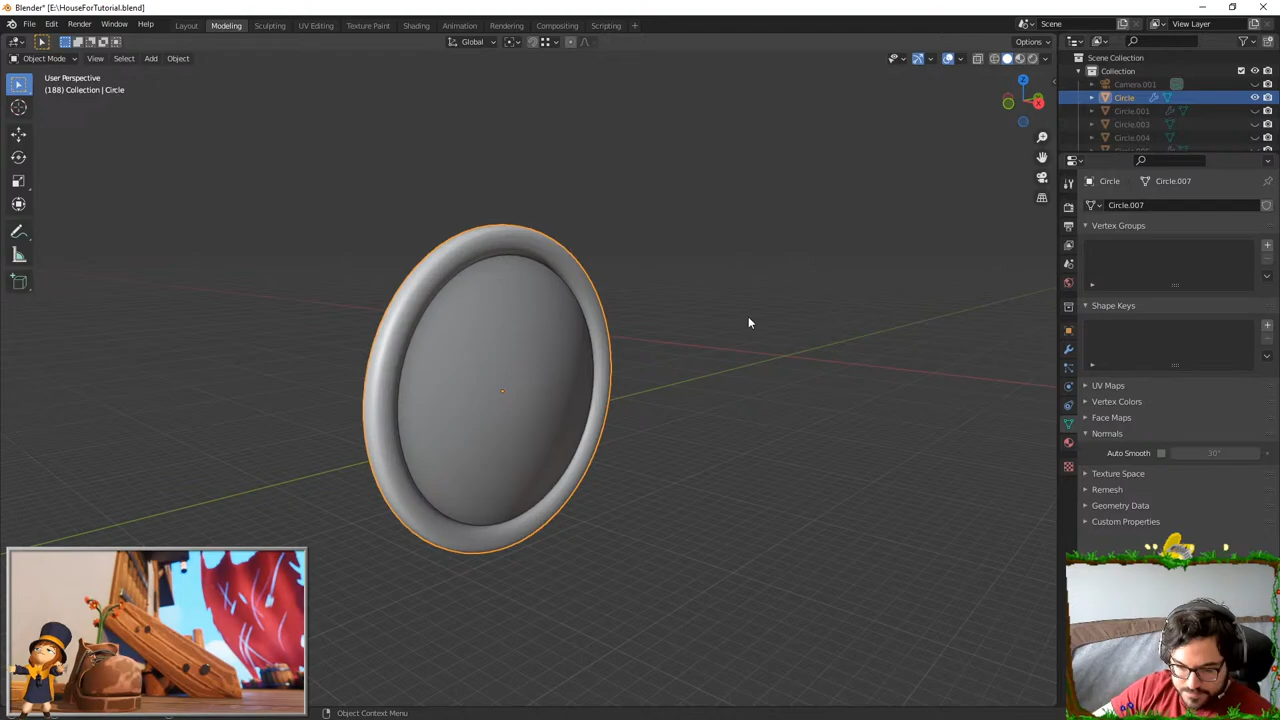 Blender* [E:\HouseForTutorial.blend]
File Edit Render Window Help Layout Modeling Sculpting UV Editing Texture Paint Shading Animation Rendering Compositing Scripting + Scene View Layer
Global Options
Object Mode View Select Add Object
User Perspective
(188) Collection | Circle
Scene Collection
Collection
Camera.001
Circle
Circle.001
Circle.003
Circle.004
Circle Circle.007
Circle.007
Vertex Groups
Shape Keys
UV Maps
Vertex Colors
Face Maps
Normals
Auto Smooth 30°
Texture Space
Remesh
Geometry Data
Custom Properties
Object Context Menu